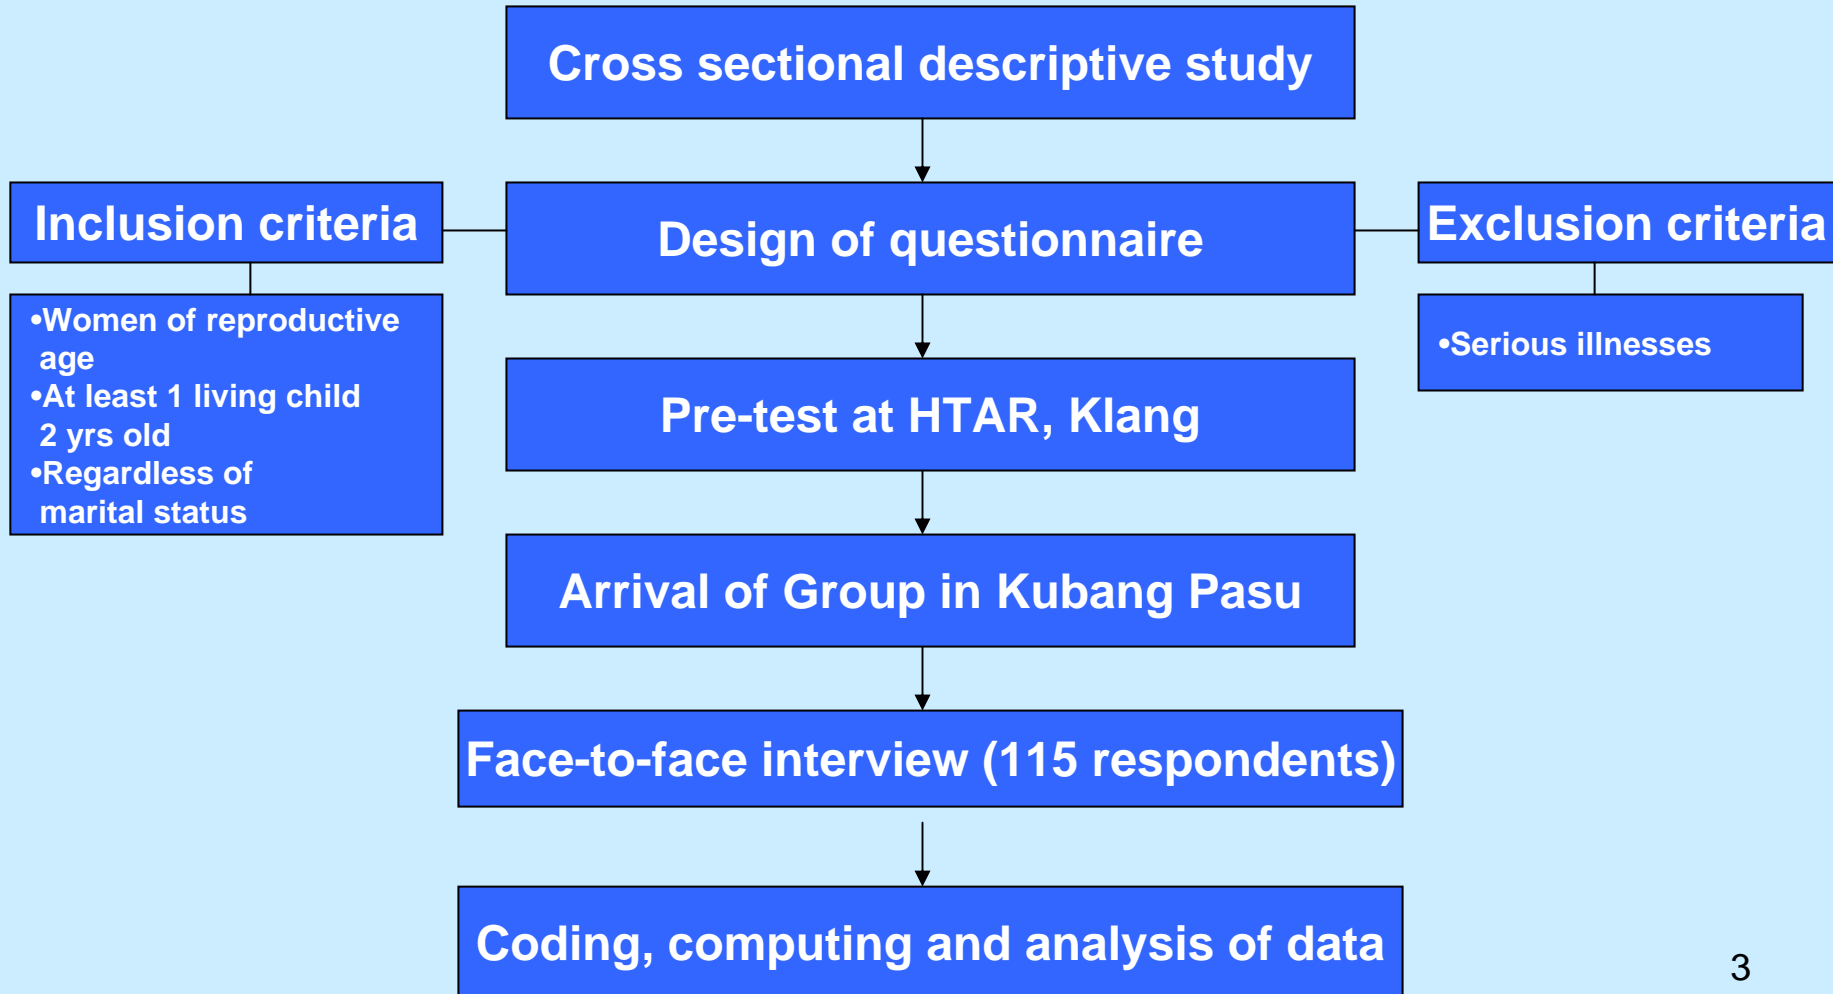 Cross sectional descriptive study
Inclusion criteria
Design of questionnaire
Exclusion criteria
•Women of reproductive
age
•At least 1 living child
2 yrs old
•Regardless of
marital status
•Serious illnesses
Pre-test at HTAR, Klang
Arrival of Group in Kubang Pasu
Face-to-face interview (115 respondents)
Coding, computing and analysis of data
3